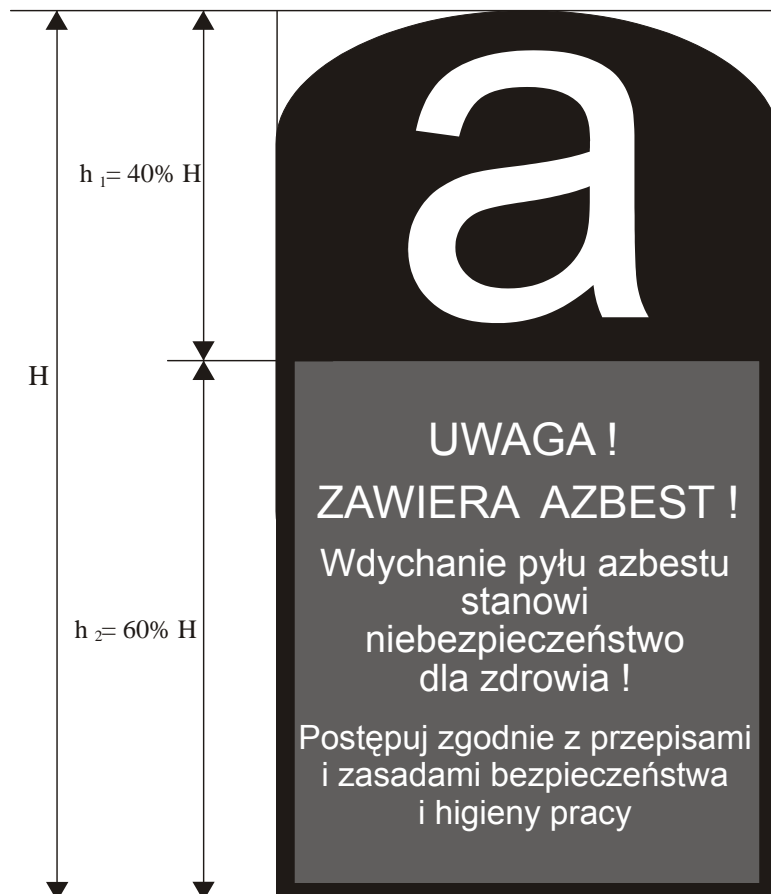 a
h 1= 40% H
H
UWAGA !
ZAWIERA AZBEST !
Wdychanie pyłu azbestu
stanowi
niebezpieczeństwo
dla zdrowia !
h 2= 60% H
Postępuj zgodnie z przepisami
i zasadami bezpieczeństwa
i higieny pracy